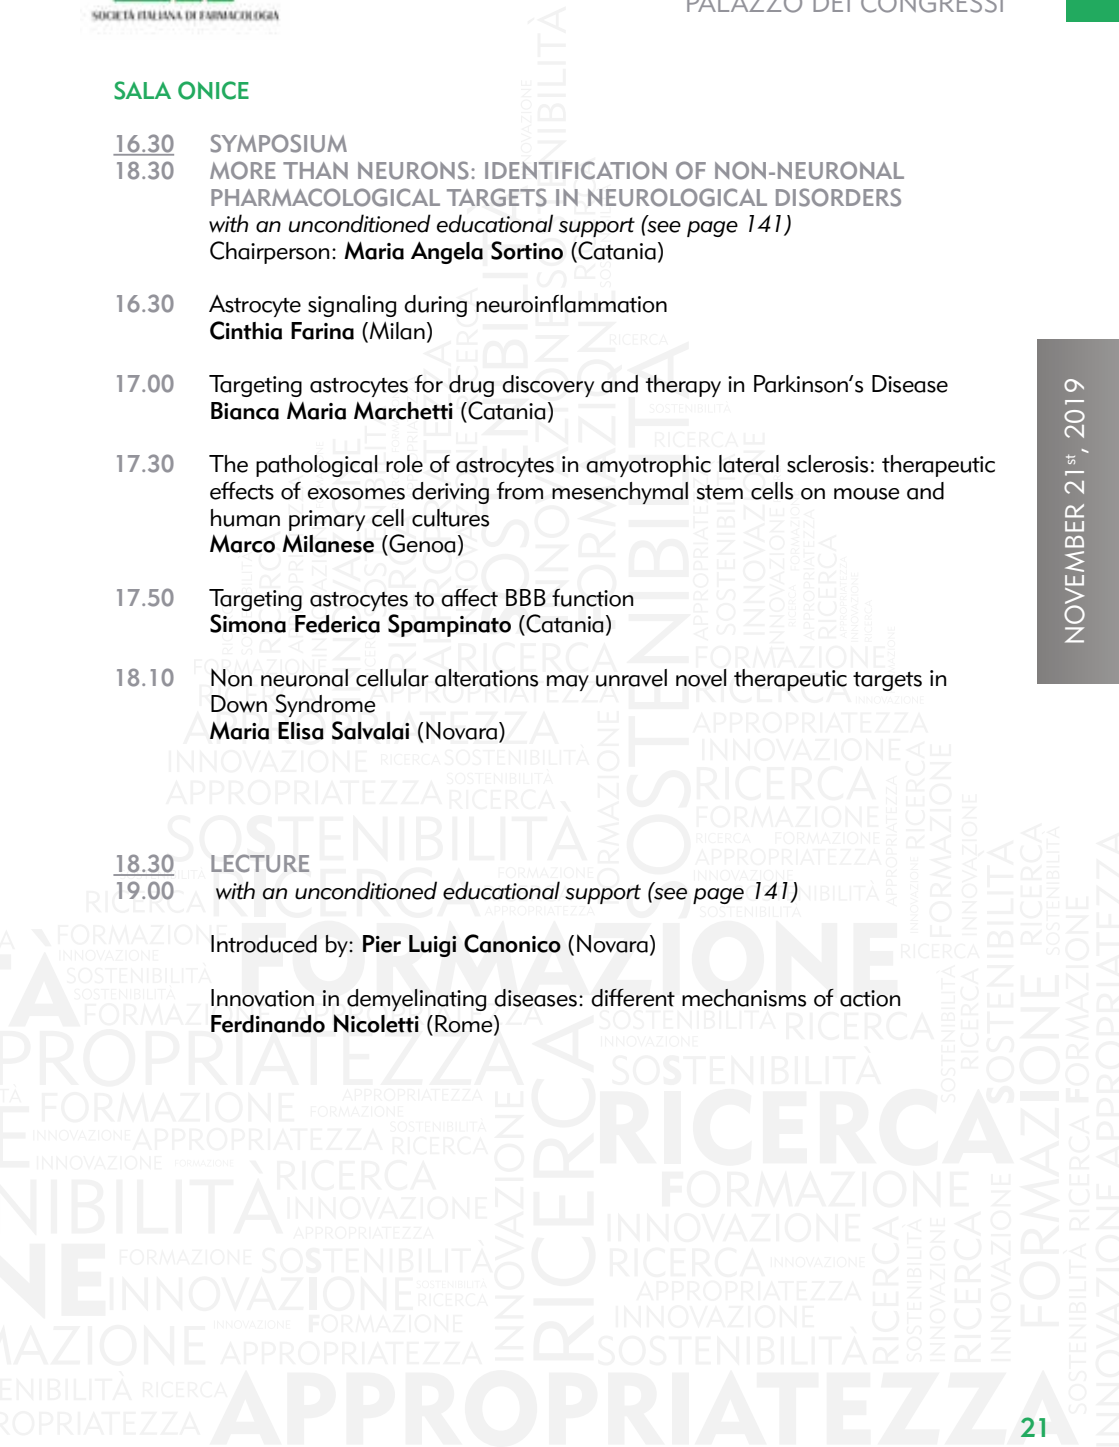 SOCIETÀ ITALIANA DI FARMACOLOGIA
PALAZZO DEI CONGRESSI
SALA ONICE
16.30 SYMPOSIUM
18.30 MORE THAN NEURONS: IDENTIFICATION OF NON-NEURONAL
PHARMACOLOGICAL TARGETS IN NEUROLOGICAL DISORDERS
with an unconditioned educational support (see page 141)
Chairperson: Maria Angela Sortino (Catania)
16.30 Astrocyte signaling during neuroinflammation
Cinthia Farina (Milan)
17.00 Targeting astrocytes for drug discovery and therapy in Parkinson's Disease
Bianca Maria Marchetti (Catania)
17.30 The pathological role of astrocytes in amyotrophic lateral sclerosis: therapeutic
effects of exosomes deriving from mesenchymal stem cells on mouse and
human primary cell cultures
Marco Milanese (Genoa)
17.50 Targeting astrocytes to affect BBB function
Simona Federica Spampinato (Catania)
18.10 Non neuronal cellular alterations may unravel novel therapeutic targets in
Down Syndrome
Maria Elisa Salvalai (Novara)
18.30 LECTURE
19.00 with an unconditioned educational support (see page 141)
Introduced by: Pier Luigi Canonico (Novara)
Innovation in demyelinating diseases: different mechanisms of action
Ferdinando Nicoletti (Rome)
NOVEMBER 21st, 2019
21